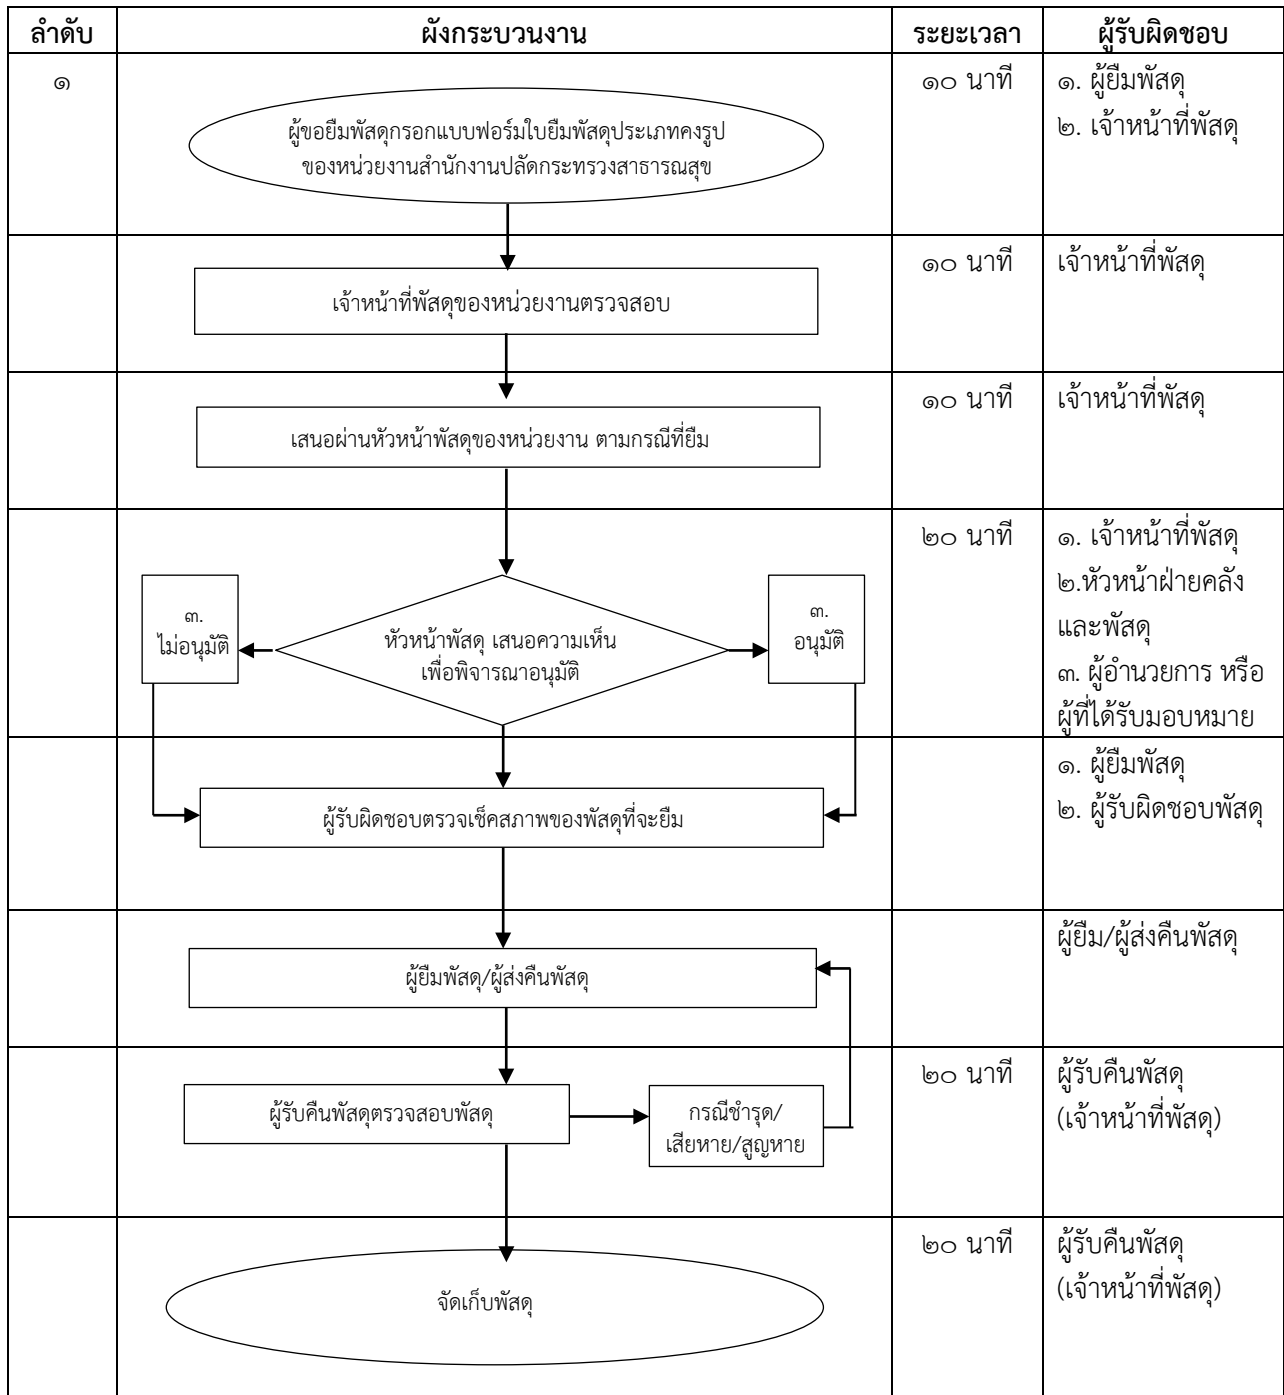 ลำดับ ผังกระบวนงาน ระยะเวลา ผู้รับผิดชอบ
๑ ๑๐ นาที ๑. ผู้ยืมพัสดุ
๒. เจ้าหน้าที่พัสดุ
ผู้ขอยืมพัสดุกรอกแบบฟอร์มใบยืมพัสดุประเภทคงรูป
ของหน่วยงานสำนักงานปลัดกระทรวงสาธารณสุข
๑๐ นาที เจ้าหน้าที่พัสดุ
เจ้าหน้าที่พัสดุของหน่วยงานตรวจสอบ
๑๐ นาที เจ้าหน้าที่พัสดุ
เสนอผ่านหัวหน้าพัสดุของหน่วยงาน ตามกรณีที่ยืม
๒๐ นาที ๑. เจ้าหน้าที่พัสดุ
๒.หัวหน้าฝ่ายคลัง
และพัสดุ
๓. ผู้อำนวยการ หรือ
ผู้ที่ได้รับมอบหมาย
๓.
ไม่อนุมัติ
หัวหน้าพัสดุ เสนอความเห็น
เพื่อพิจารณาอนุมัติ
๓.
อนุมัติ
๑. ผู้ยืมพัสดุ
๒. ผู้รับผิดชอบพัสดุ
ผู้รับผิดชอบตรวจเช็คสภาพของพัสดุที่จะยืม
ผู้ยืม/ผู้ส่งคืนพัสดุ
ผู้ยืมพัสดุ/ผู้ส่งคืนพัสดุ
๒๐ นาที ผู้รับคืนพัสดุ
(เจ้าหน้าที่พัสดุ)
ผู้รับคืนพัสดุตรวจสอบพัสดุ
กรณีชำรุด/
เสียหาย/สูญหาย
๒๐ นาที ผู้รับคืนพัสดุ
(เจ้าหน้าที่พัสดุ)
จัดเก็บพัสดุ